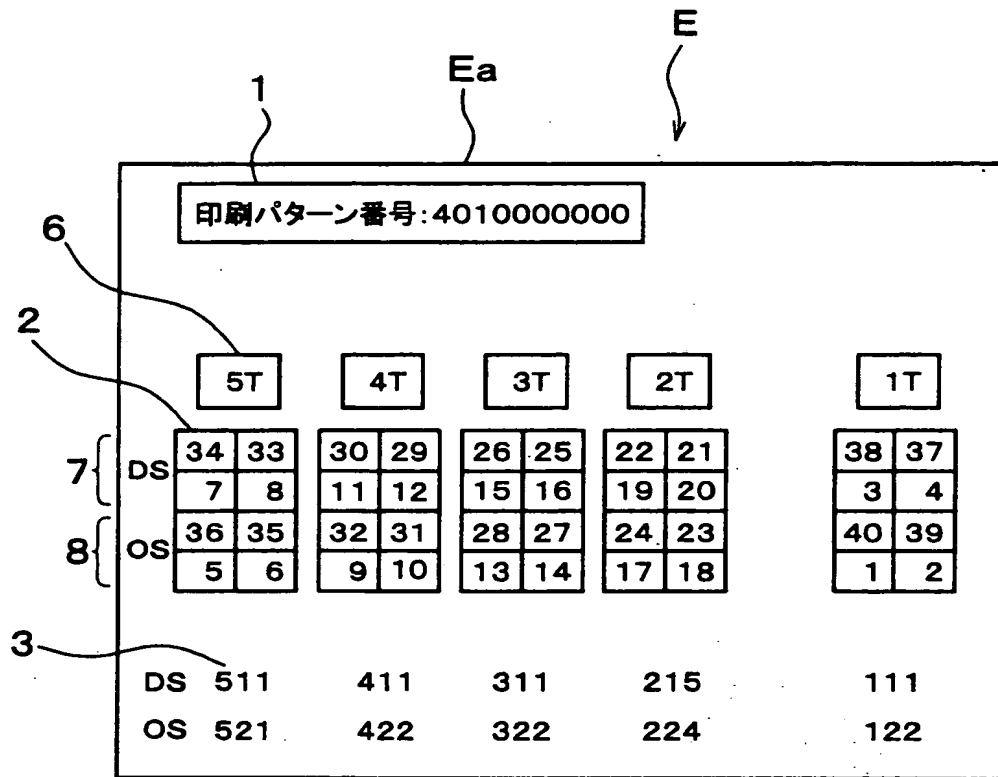 E
Ea
1
印刷パターン番号:4010000000
6
2
5T 4T 3T 2T 1T
34 33 30 29 26 25 22 21 38 37
7 DS
7 8 11 12 15 16 19 20 3 4
36 35 32 31 28 27 24 23 40 39
8 OS
5 6 9 10 13 14 17 18 1 2
3
DS 511 411 311 215 111
OS 521 422 322 224 122